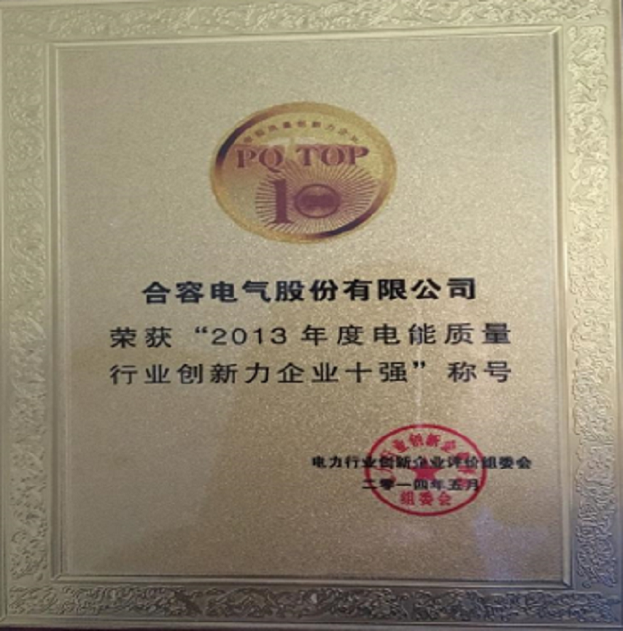 PQ TOP
10
合容电气股份有限公司
荣获“2013年度电能质量
行业创新力企业十强”称号
电力行业创新企业评价组委会
二零一四年五月
组委会